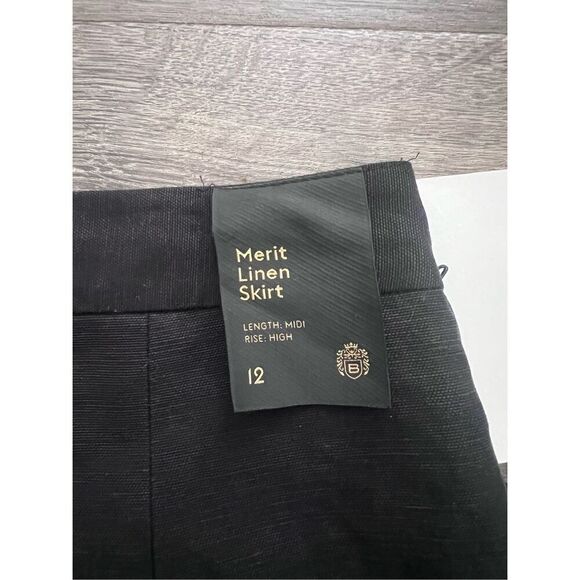 Merit
Linen
Skirt
LENGTH: MIDI
RISE: HIGH
12
B